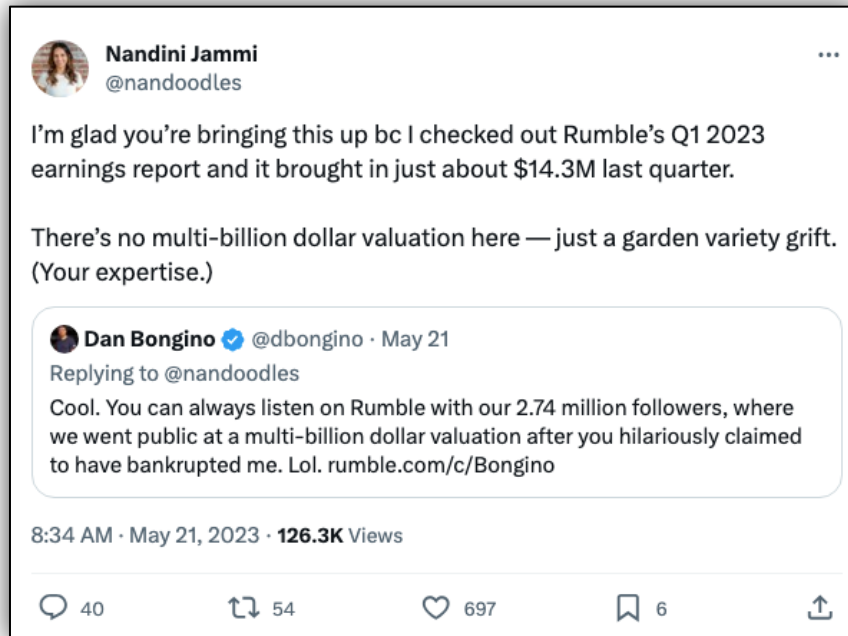 Nandini Jammi
@nandoodles
I’m glad you’re bringing this up bc I checked out Rumble’s Q1 2023
earnings report and it brought in just about $14.3M last quarter.
There’s no multi-billion dollar valuation here — just a garden variety grift.
(Your expertise.)
Dan Bongino @dbongino · May 21
Replying to @nandoodles
Cool. You can always listen on Rumble with our 2.74 million followers, where
we went public at a multi-billion dollar valuation after you hilariously claimed
to have bankrupted me. Lol. rumble.com/c/Bongino
8:34 AM · May 21, 2023 · 126.3K Views
40 54 697 6